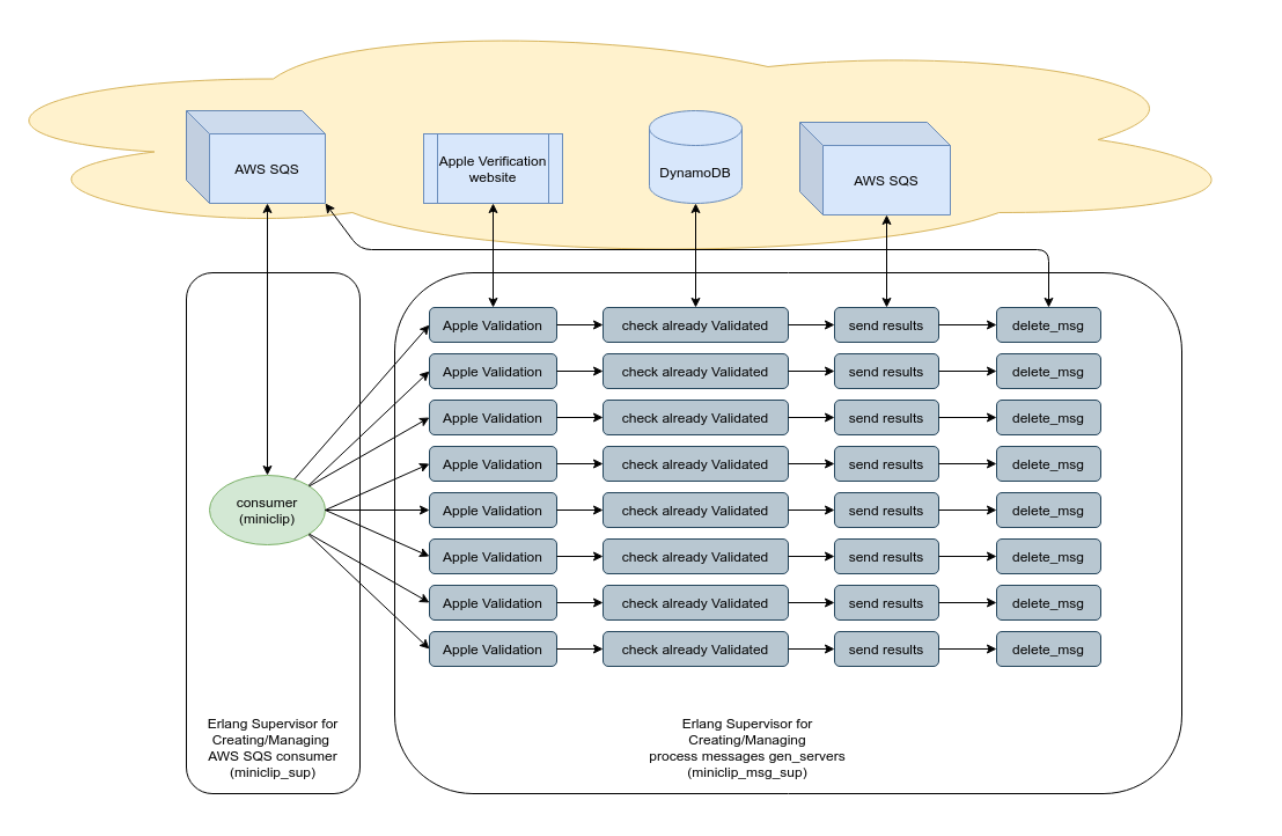 AWS SQS
Apple Verification
website
DynamoDB
AWS SQS
Apple Validation
check already Validated
send results
delete_msg
Apple Validation
check already Validated
send results
delete_msg
Apple Validation
check already Validated
send results
delete_msg
Apple Validation
check already Validated
send results
delete_msg
consumer
(miniclip)
Apple Validation
check already Validated
send results
delete_msg
Apple Validation
check already Validated
send results
delete_msg
Apple Validation
check already Validated
send results
delete_msg
Apple Validation
check already Validated
send results
delete_msg
Erlang Supervisor for
Creating/Managing
AWS SQS consumer
(miniclip_sup)
Erlang Supervisor for
Creating/Managing
process messages gen_servers
(miniclip_msg_sup)